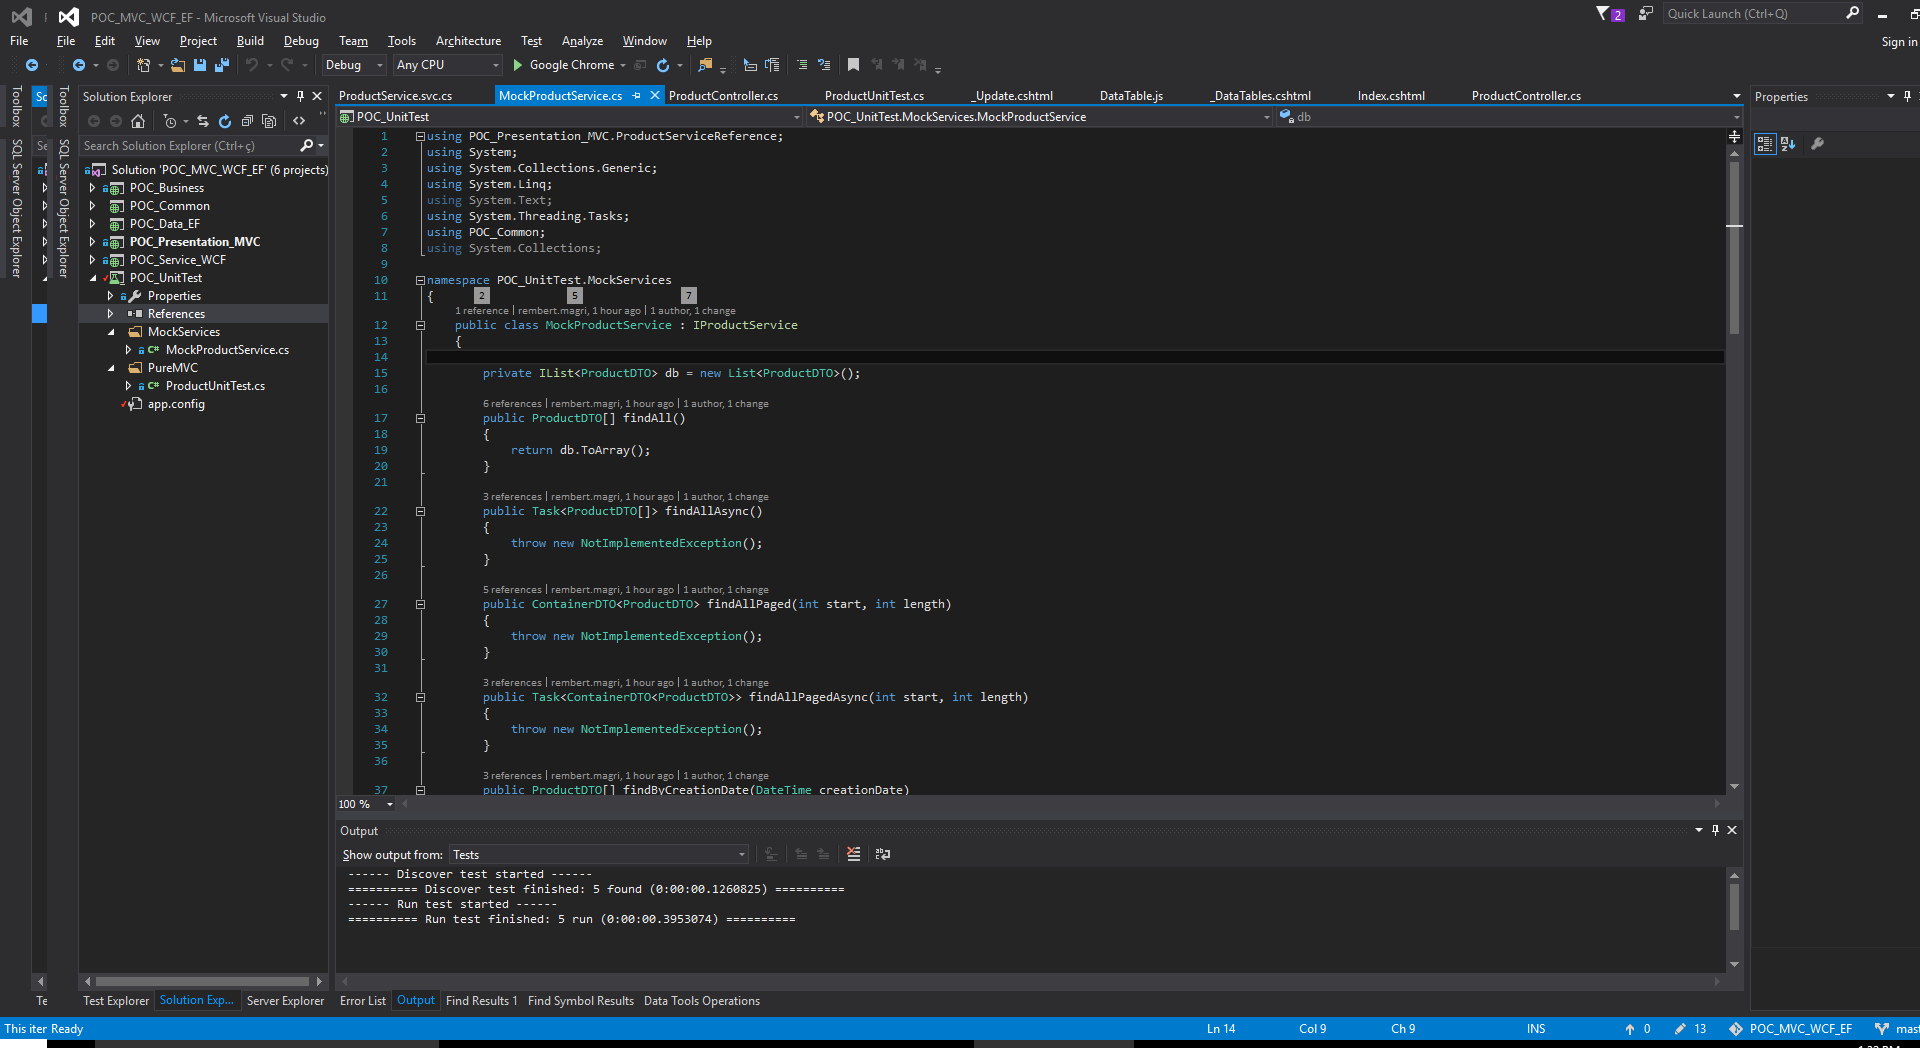 POC_MVC_WCF_EF - Microsoft Visual Studio
2
Quick Launch (Ctrl+Q)
File
File Edit View Project Build Debug Team Tools Architecture Test Analyze Window Help
Sign in
Debug Any CPU Google Chrome
Toolbox
SQL Server Object Explorer
Toolbox
SQL Server Object Explorer
Solution Explorer
Search Solution Explorer (Ctrl+ç)
Solution 'POC_MVC_WCF_EF' (6 projects)
POC_Business
POC_Common
POC_Data_EF
POC_Presentation_MVC
POC_Service_WCF
POC_UnitTest
Properties
References
MockServices
C# MockProductService.cs
PureMVC
C# ProductUnitTest.cs
app.config
Test Explorer Solution Exp... Server Explorer
ProductService.svc.cs MockProductService.cs ProductController.cs ProductUnitTest.cs _Update.cshtml DataTable.js _DataTables.cshtml Index.cshtml ProductController.cs
POC_UnitTest POC_UnitTest.MockServices.MockProductService db
1 using POC_Presentation_MVC.ProductServiceReference;
2 using System;
3 using System.Collections.Generic;
4 using System.Linq;
5 using System.Text;
6 using System.Threading.Tasks;
7 using POC_Common;
8 using System.Collections;
9
10 namespace POC_UnitTest.MockServices
11 { 2 5 7
1 reference | rembert.magri, 1 hour ago | 1 author, 1 change
12 public class MockProductService : IProductService
13 {
14
15 private IList<ProductDTO> db = new List<ProductDTO>();
16
6 references | rembert.magri, 1 hour ago | 1 author, 1 change
17 public ProductDTO[] findAll()
18 {
19 return db.ToArray();
20 }
21
3 references | rembert.magri, 1 hour ago | 1 author, 1 change
22 public Task<ProductDTO[]> findAllAsync()
23 {
24 throw new NotImplementedException();
25 }
26
5 references | rembert.magri, 1 hour ago | 1 author, 1 change
27 public ContainerDTO<ProductDTO> findAllPaged(int start, int length)
28 {
29 throw new NotImplementedException();
30 }
31
3 references | rembert.magri, 1 hour ago | 1 author, 1 change
32 public Task<ContainerDTO<ProductDTO>> findAllPagedAsync(int start, int length)
33 {
34 throw new NotImplementedException();
35 }
36
3 references | rembert.magri, 1 hour ago | 1 author, 1 change
37 public ProductDTO[] findByCreationDate(DateTime creationDate)
100 %
Output
Show output from: Tests
------ Discover test started ------
========== Discover test finished: 5 found (0:00:00.1260825) ==========
------ Run test started ------
========== Run test finished: 5 run (0:00:00.3953074) ==========
Error List Output Find Results 1 Find Symbol Results Data Tools Operations
Properties
This iter Ready
Ln 14 Col 9 Ch 9 INS 0 13 POC_MVC_WCF_EF mast